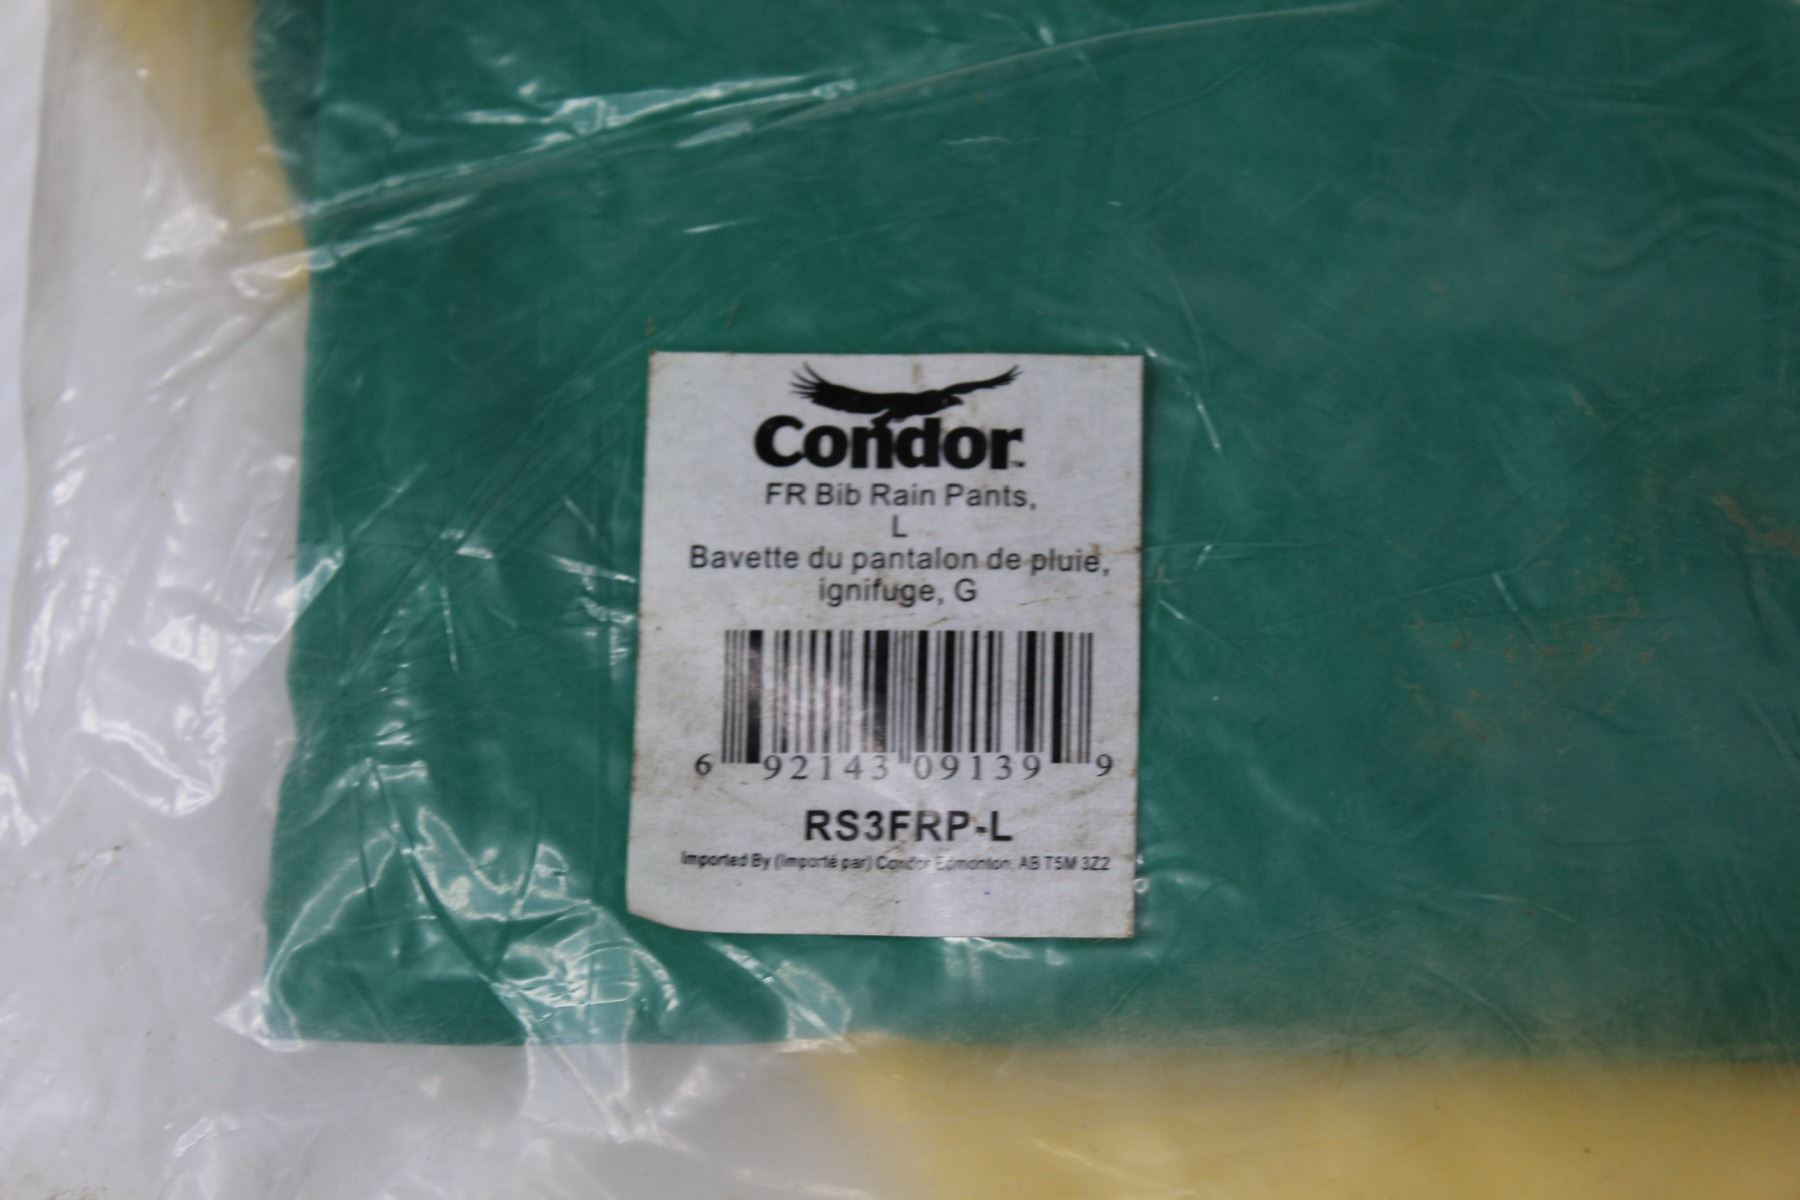 Condor™
FR Bib Rain Pants,
L
Bavette du pantalon de pluie,
ignifuge, G
6 92143 09139 9
RS3FRP-L
Imported By (Importé par) Condor Edmonton, AB T5M 3Z2